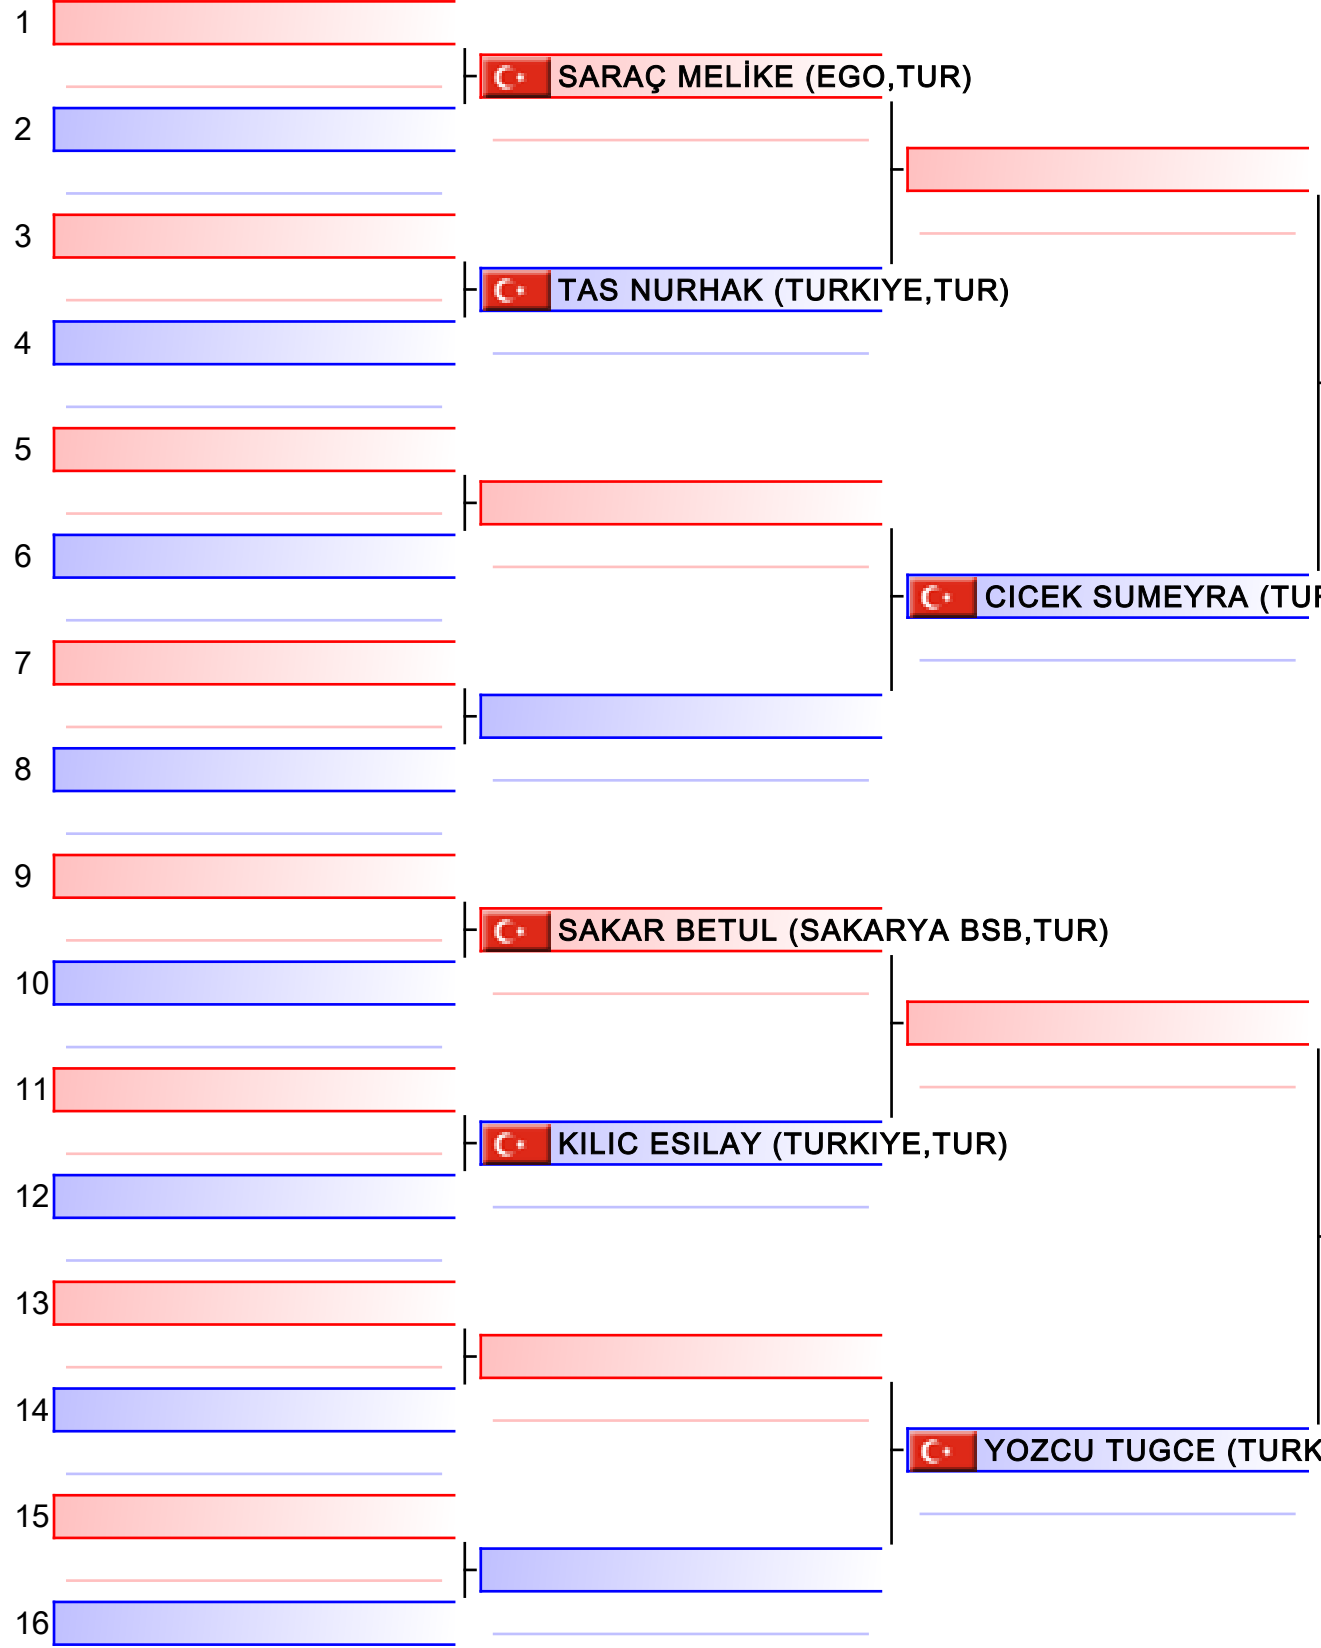 1
SARAÇ MELİKE (EGO,TUR)
2
3
TAS NURHAK (TURKIYE,TUR)
4
5
6
CICEK SUMEYRA
7
8
9
SAKAR BETUL (SAKARYA BSB,TUR)
10
11
KILIC ESILAY (TURKIYE,TUR)
12
13
14
YOZCU TUGCE (TURK
15
16